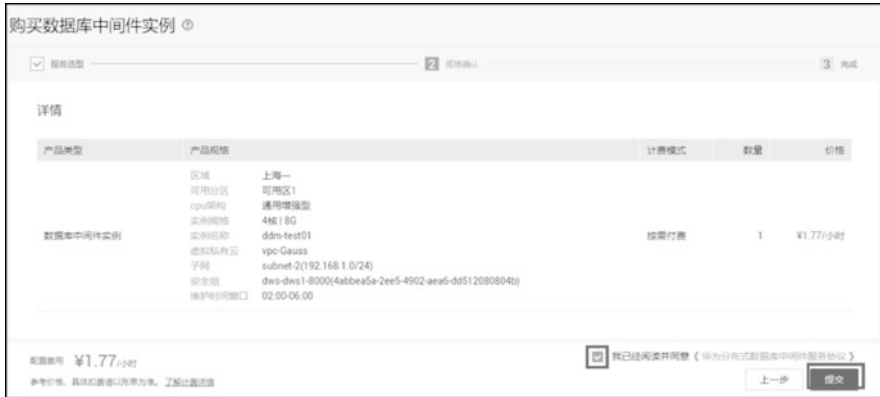 购买数据库中间件实例
服务选型
2 规格确认
3 完成
详情
产品类型 产品规格 计费模式 数量 价格
区域 上海一
可用分区 可用区1
cpu架构 通用增强型
实例规格 4核 | 8G
数据库中间件实例 实例名称 ddm-test01 按需付费 1 ¥1.77/小时
虚拟私有云 vpc-Gauss
子网 subnet-2(192.168.1.0/24)
安全组 dws-dws1-8000(4abbea5a-2ee5-4902-aea6-dd512080804b)
维护时间窗口 02:00-06:00
配置费用 ¥1.77/小时
我已经阅读并同意《华为分布式数据库中间件服务协议》
参考价格，具体扣费请以账单为准。了解计费详情
上一步 提交